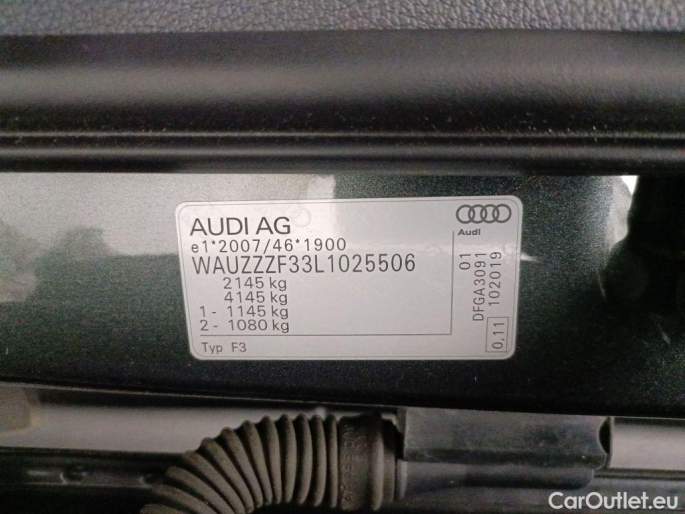 AUDI AG
Audi
e1*2007/46*1900
WAUZZZF33L1025506
2145 kg
4145 kg
1 - 1145 kg
2 - 1080 kg
Typ F3
01
DFGA3091
102019
0.11
CarOutlet.eu